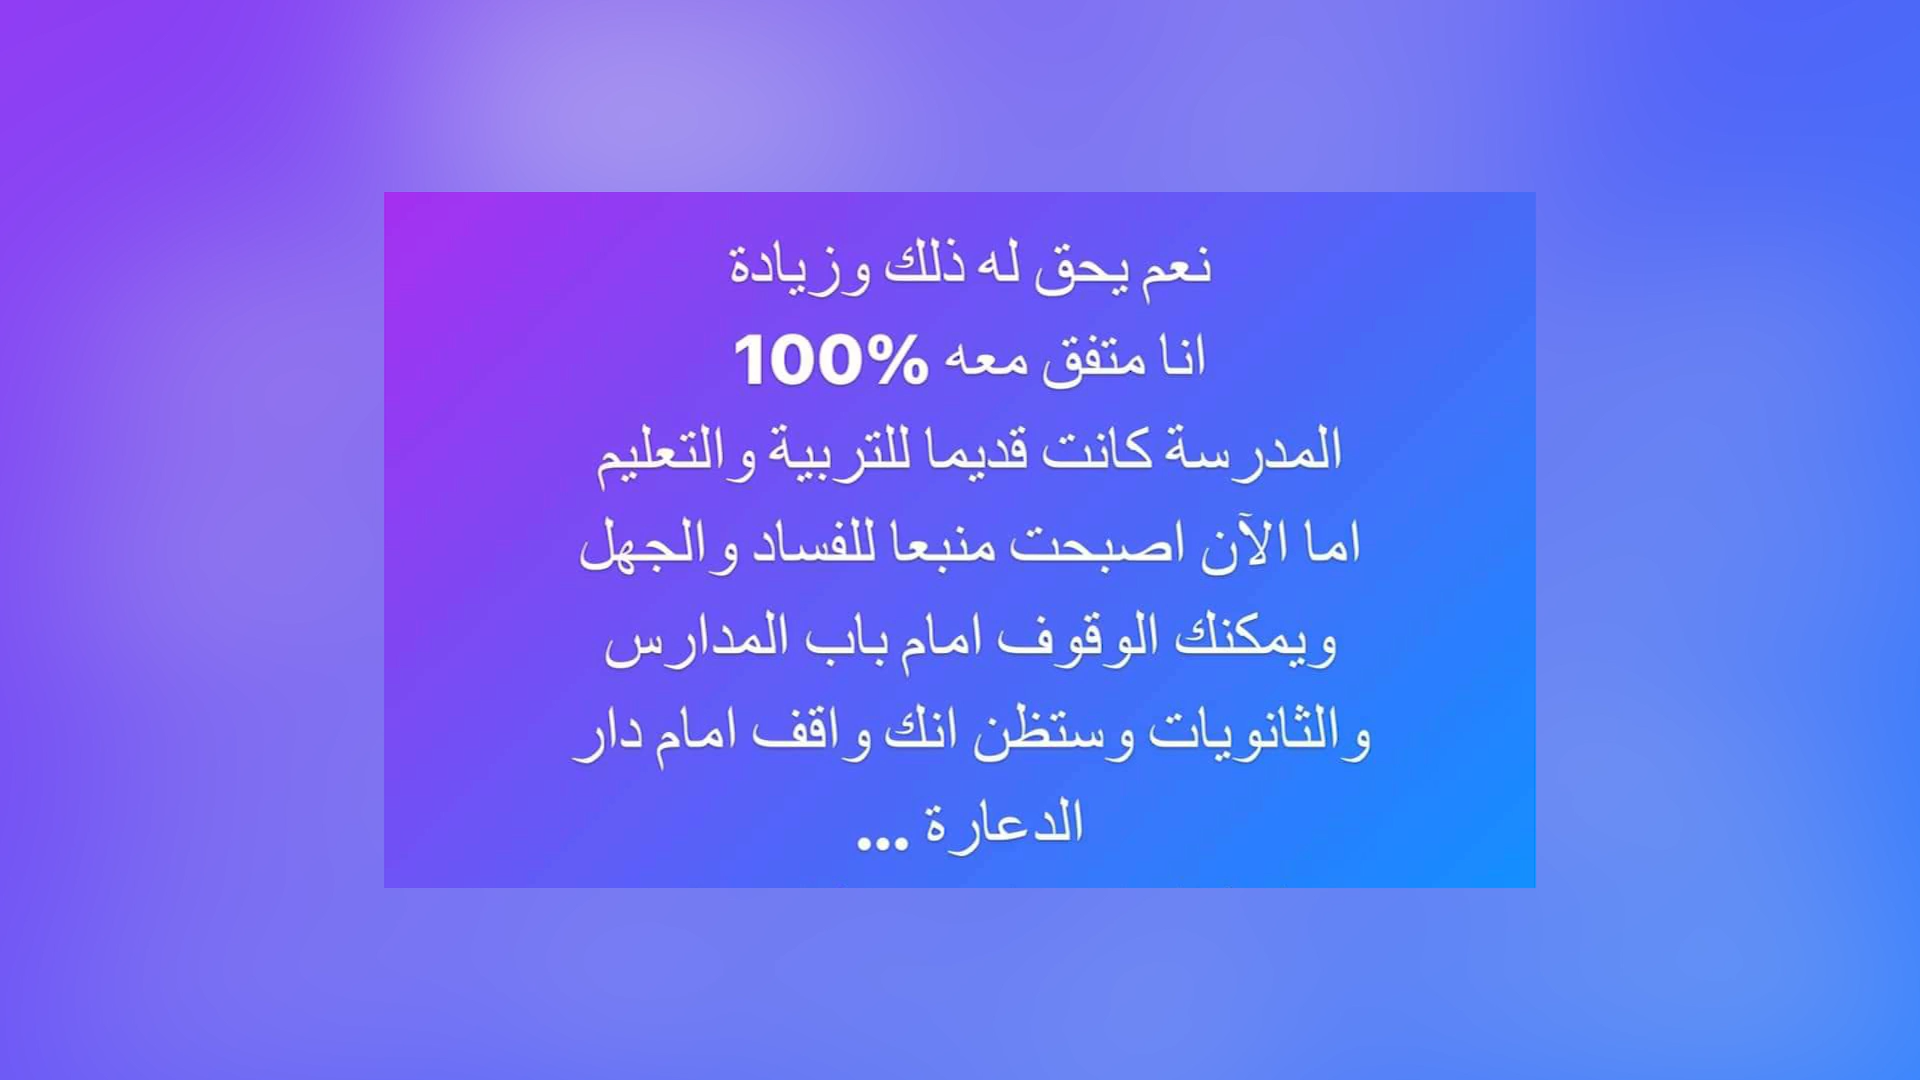 نعم يحق له ذلك وزيادة
انا متفق معه %100
المدرسة كانت قديما للتربية والتعليم
اما الآن اصبحت منبعا للفساد والجهل
ويمكنك الوقوف امام باب المدارس
والثانويات وستظن انك واقف امام دار
الدعارة ...